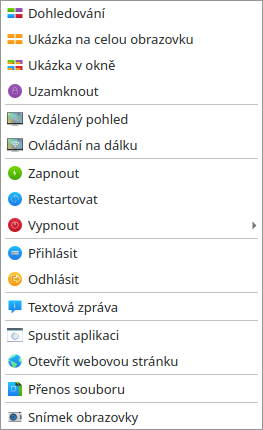 Dohledování
Ukázka na celou obrazovku
Ukázka v okně
Uzamknout
Vzdálený pohled
Ovládání na dálku
Zapnout
Restartovat
Vypnout
Přihlásit
Odhlásit
Textová zpráva
Spustit aplikaci
Otevřít webovou stránku
Přenos souboru
Snímek obrazovky